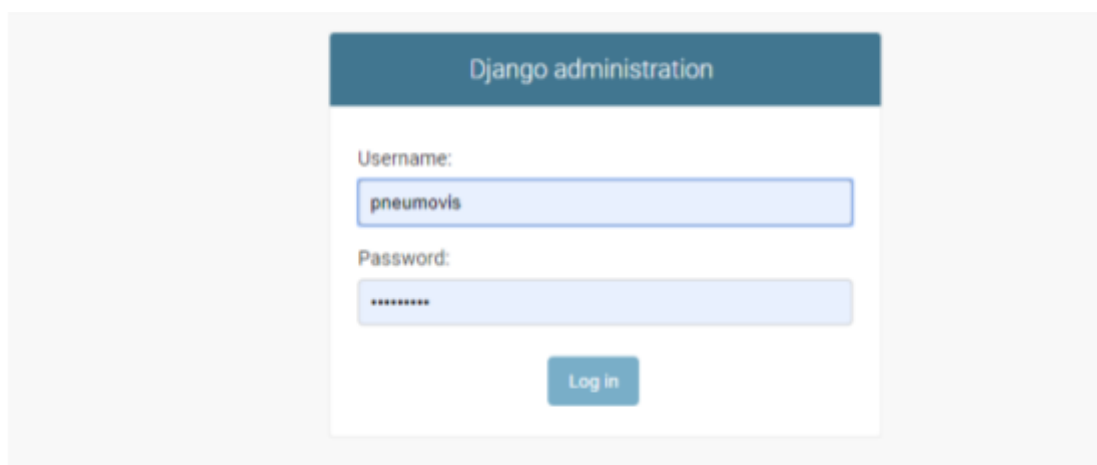 Django administration
Username:
pneumovis
Password:
•••••••••
Log in